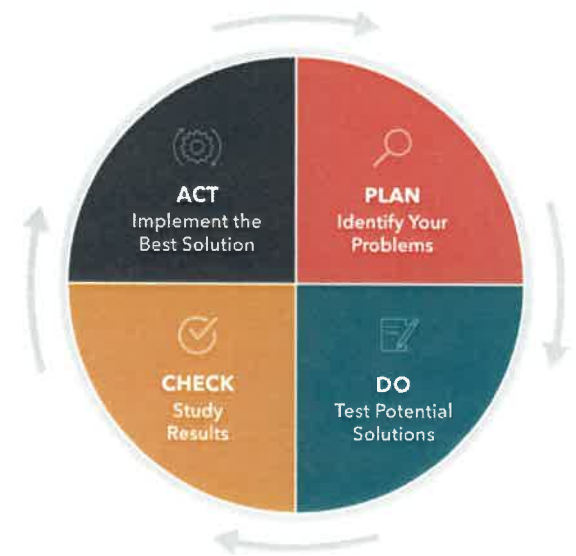 ACT
Implement the
Best Solution
PLAN
Identify Your
Problems
CHECK
Study
Results
DO
Test Potential
Solutions